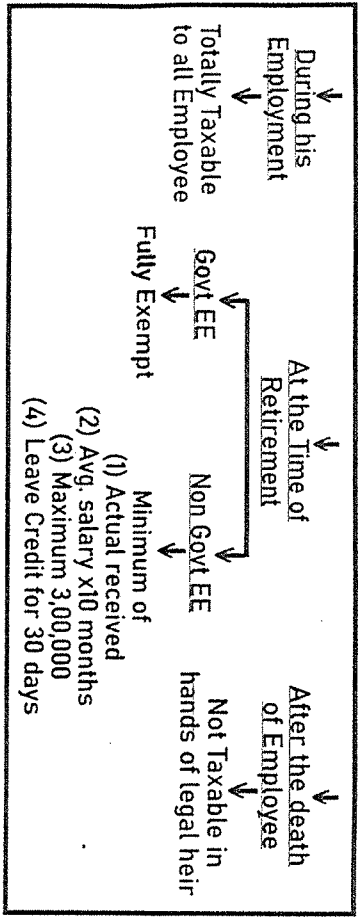 During his
Employment
Totally Taxable
to all Employee
At the Time of
Retirement
Govt EE
Fully Exempt
Non Govt EE
Minimum of
(1) Actual received
(2) Avg. salary x10 months
(3) Maximum 3,00,000
(4) Leave Credit for 30 days
After the death
of Employee
Not Taxable in
hands of legal heir